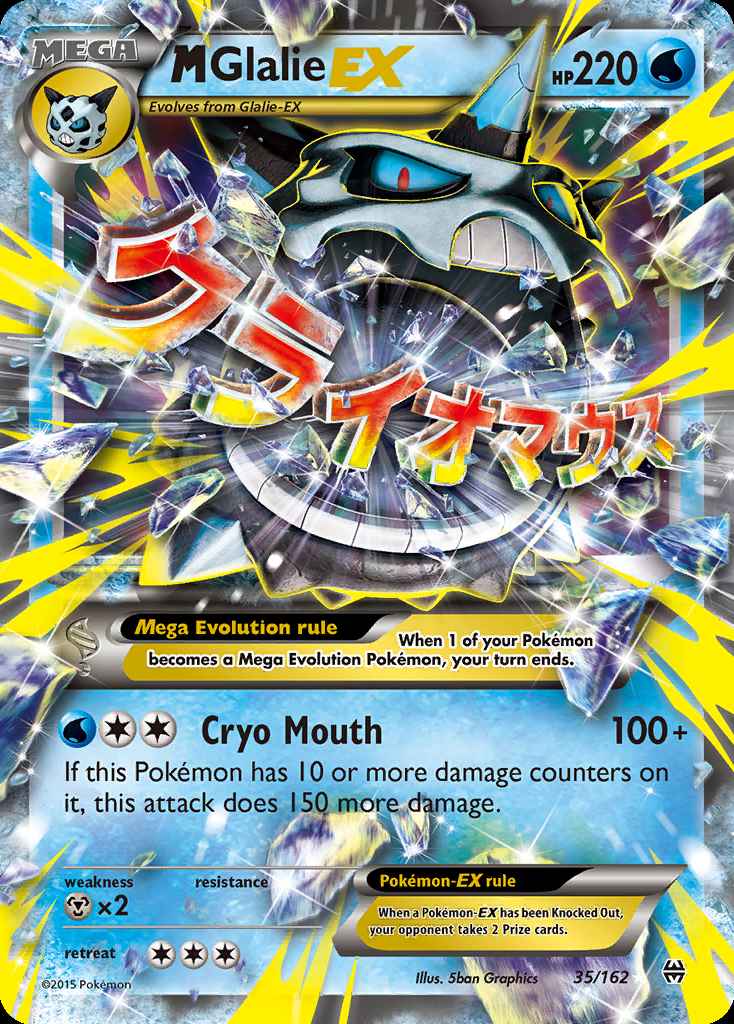 MEGA
MGlalie EX
HP220
Evolves from Glalie-EX
クライオマウス
Mega Evolution rule
When 1 of your Pokémon
becomes a Mega Evolution Pokémon, your turn ends.
Cryo Mouth 100+
If this Pokémon has 10 or more damage counters on
it, this attack does 150 more damage.
weakness resistance
×2
retreat
Pokémon-EX rule
When a Pokémon-EX has been Knocked Out,
your opponent takes 2 Prize cards.
©2015 Pokémon
Illus. 5ban Graphics 35/162